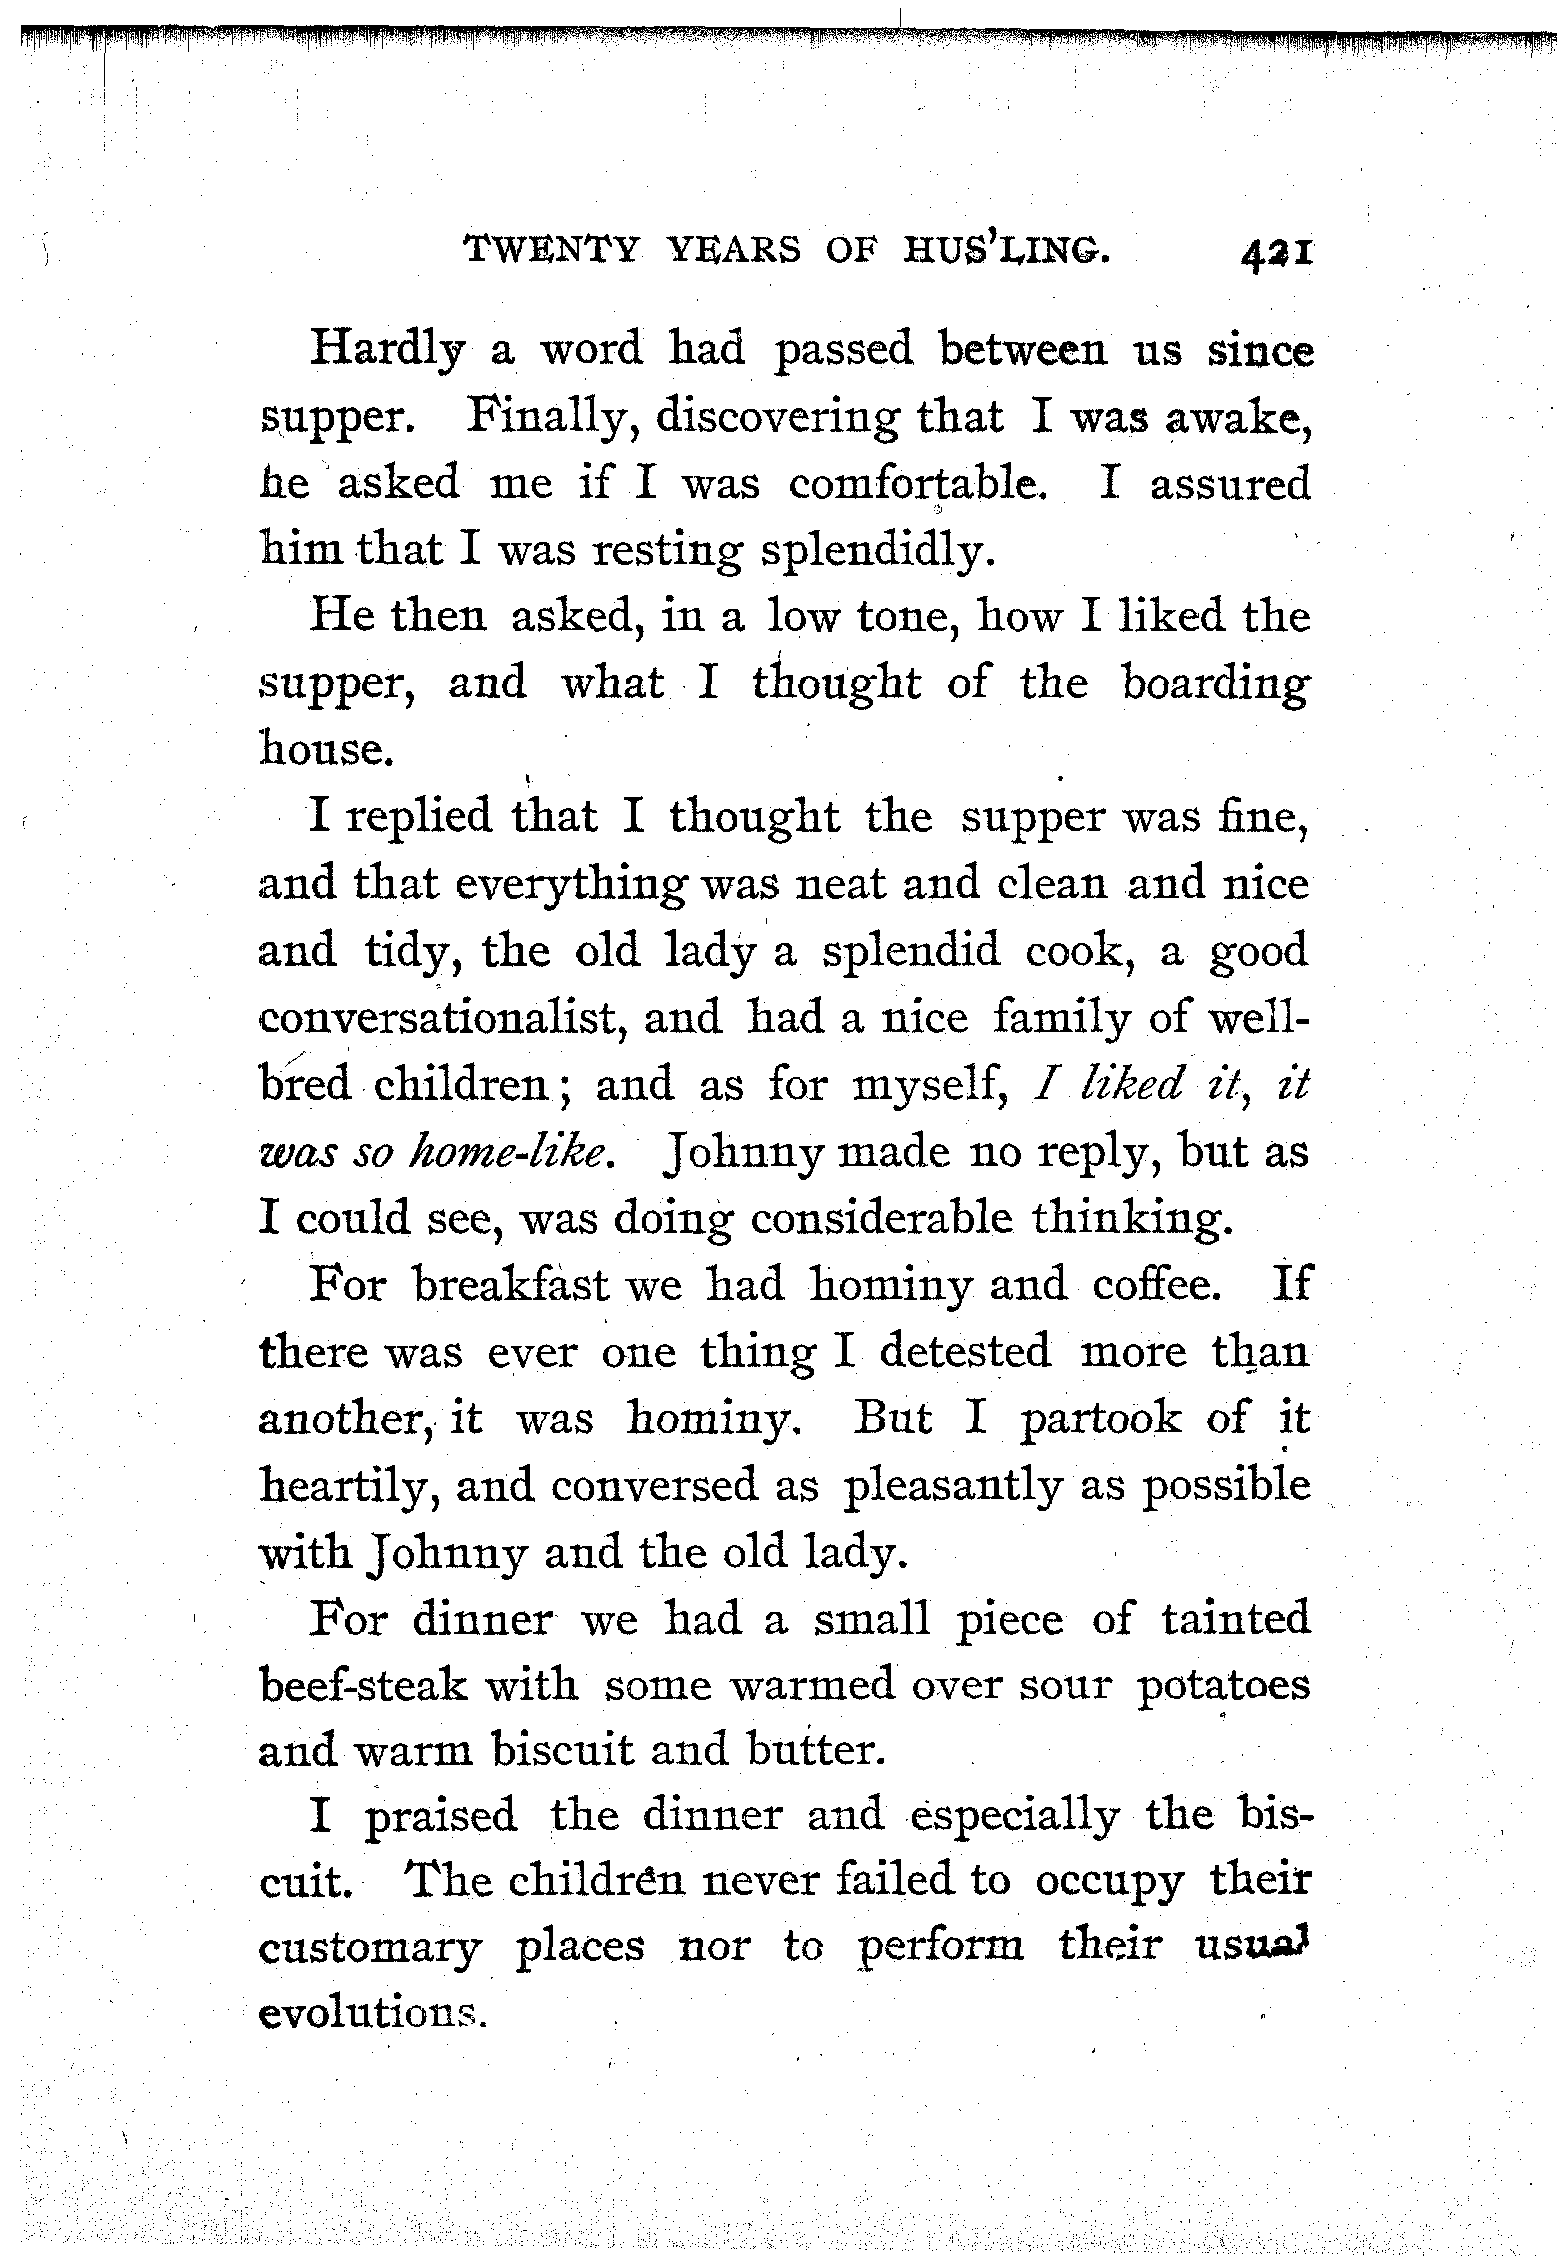 TWENTY YEARS OF HUS'LING. 421
Hardly a word had passed between us since
supper. Finally, discovering that I was awake,
he asked me if I was comfortable. I assured
him that I was resting splendidly.
He then asked, in a low tone, how I liked the
supper, and what I thought of the boarding
house.
I replied that I thought the supper was fine,
and that everything was neat and clean and nice
and tidy, the old lady a splendid cook, a good
conversationalist, and had a nice family of well-
bred children; and as for myself, I liked it, it
was so home-like. Johnny made no reply, but as
I could see, was doing considerable thinking.
For breakfast we had hominy and coffee. If
there was ever one thing I detested more than
another, it was hominy. But I partook of it
heartily, and conversed as pleasantly as possible
with Johnny and the old lady.
For dinner we had a small piece of tainted
beef-steak with some warmed over sour potatoes
and warm biscuit and butter.
I praised the dinner and especially the bis-
cuit. The children never failed to occupy their
customary places nor to perform their usual
evolutions.